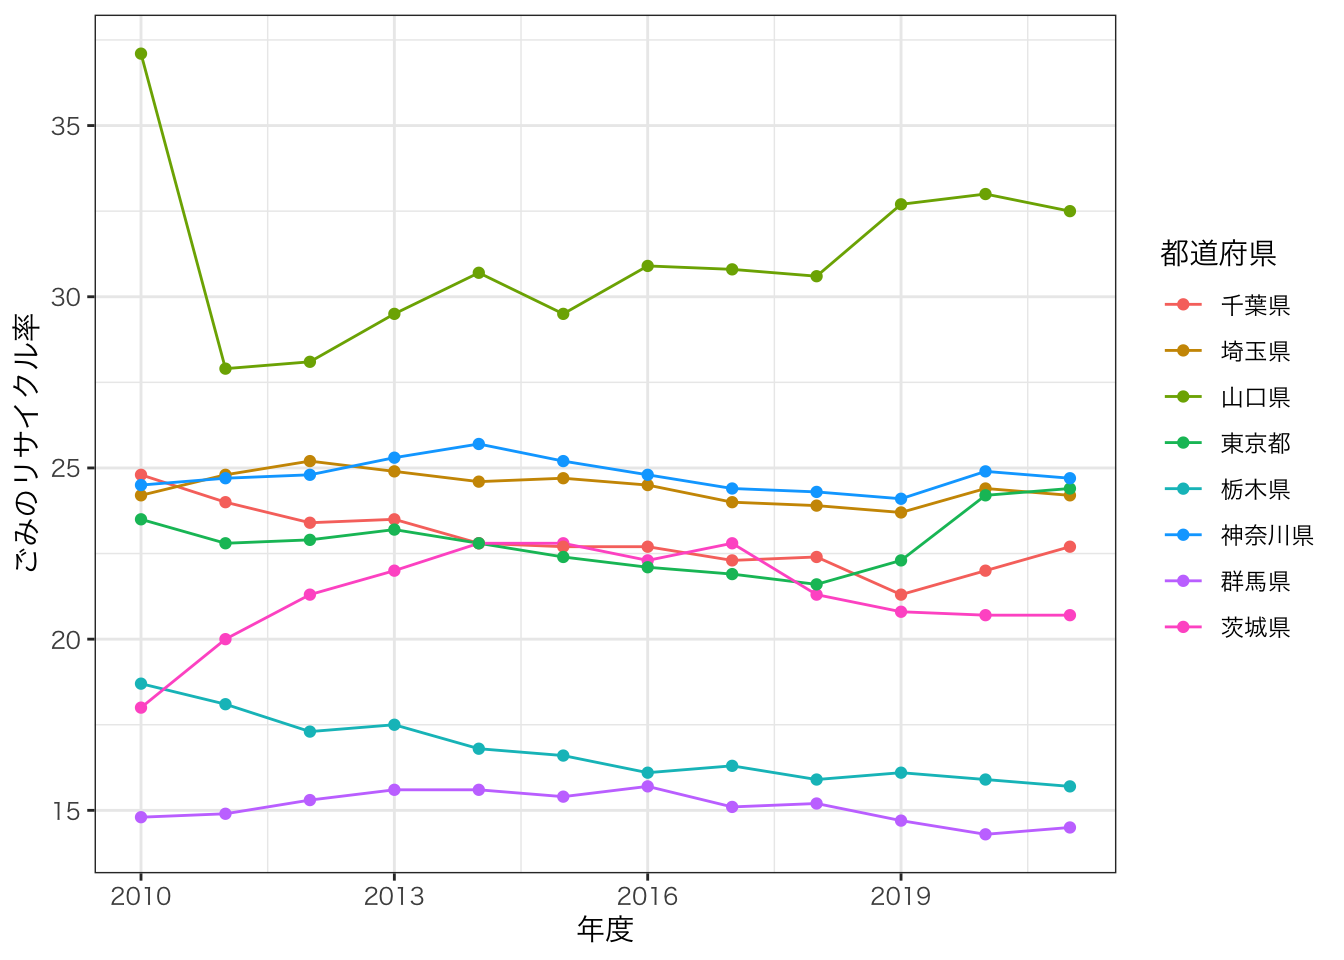 35
30
25
20
15
ごみのリサイクル率
2010 2013 2016 2019
年度
都道府県
千葉県
埼玉県
山口県
東京都
栃木県
神奈川県
群馬県
茨城県